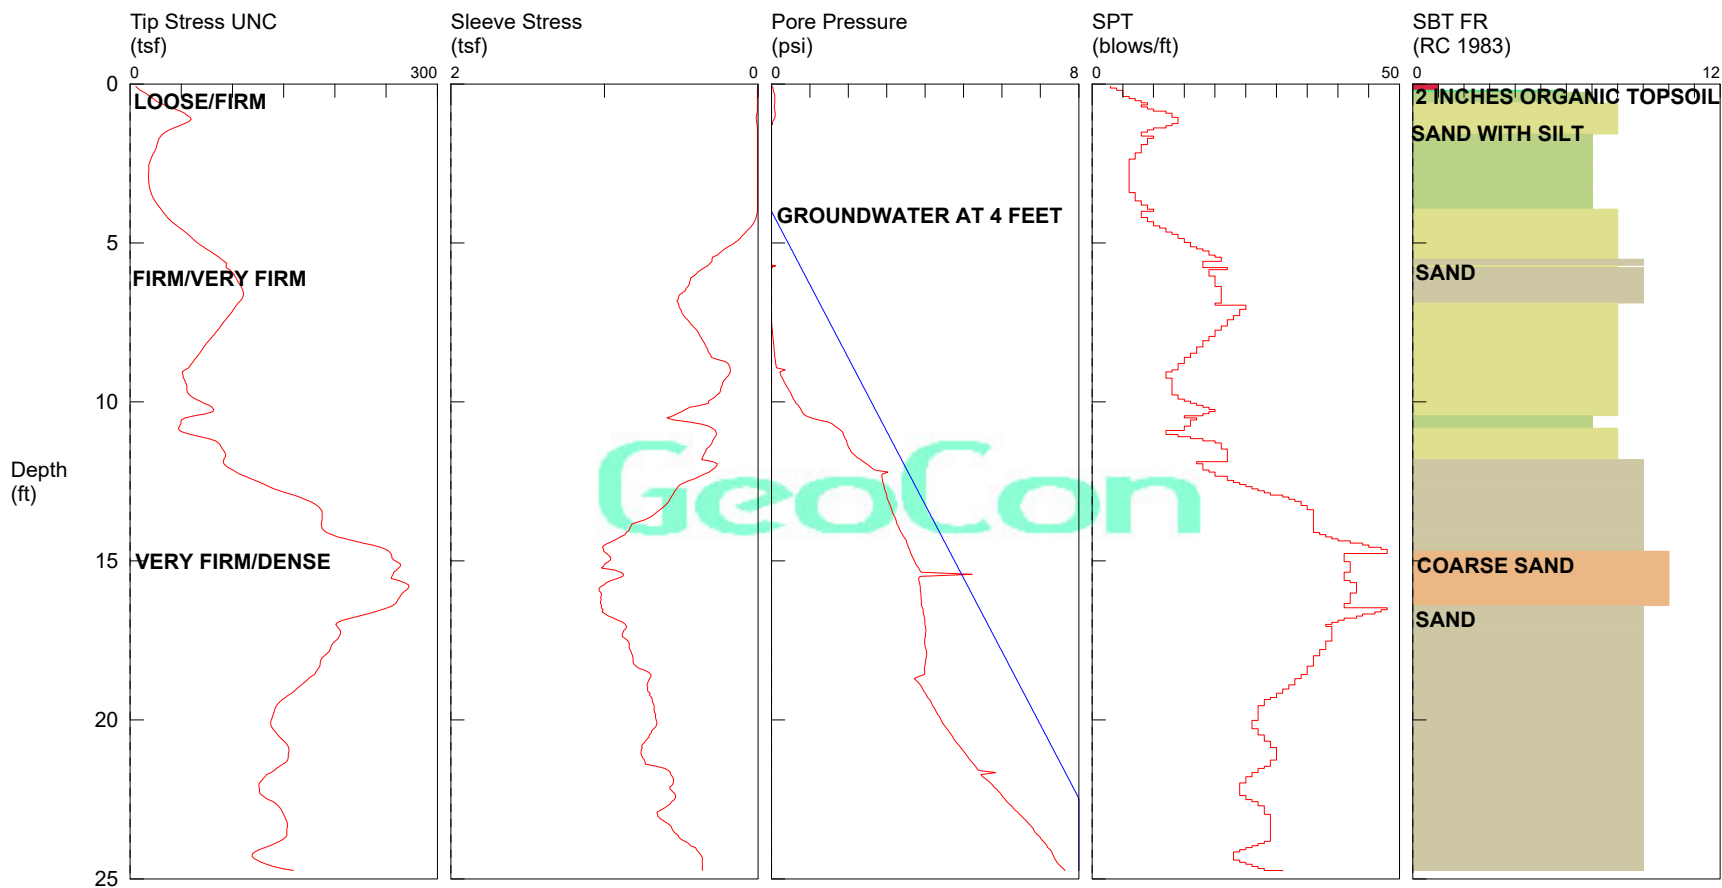 Tip Stress UNC
(tsf)
Sleeve Stress
(tsf)
Pore Pressure
(psi)
SPT
(blows/ft)
SBT FR
(RC 1983)
0 300
2 0
0 8
0 50
0 12
0
LOOSE/FIRM
2 INCHES ORGANIC TOPSOIL
SAND WITH SILT
GROUNDWATER AT 4 FEET
5
FIRM/VERY FIRM
SAND
10
Depth
(ft)
GeoCon
15
VERY FIRM/DENSE
COARSE SAND
SAND
20
25